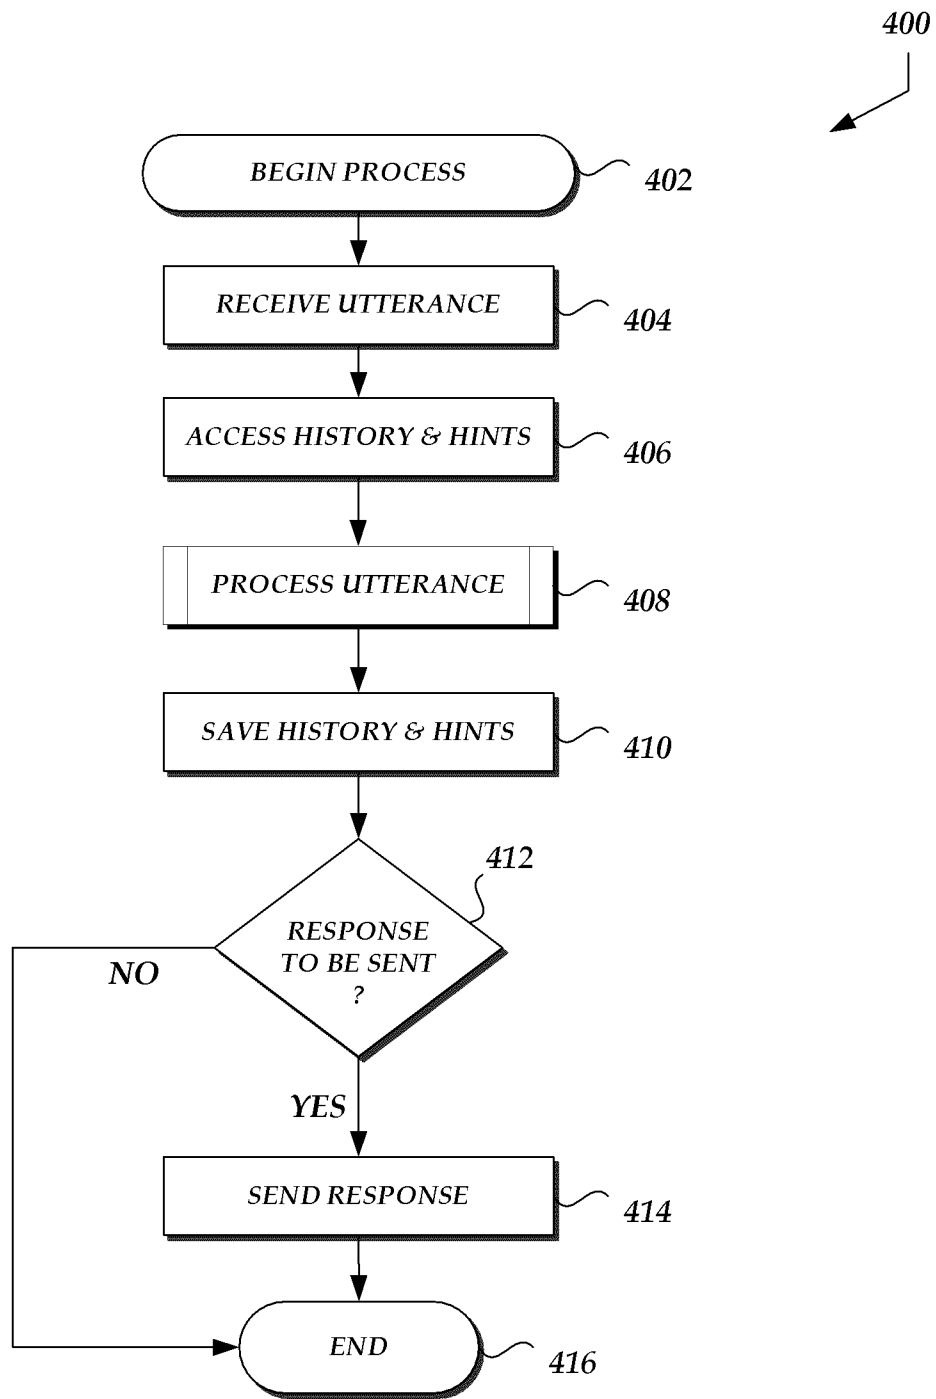 400
BEGIN PROCESS
402
RECEIVE UTTERANCE
404
ACCESS HISTORY & HINTS
406
PROCESS UTTERANCE
408
SAVE HISTORY & HINTS
410
412
RESPONSE
TO BE SENT
?
NO
YES
SEND RESPONSE
414
END
416